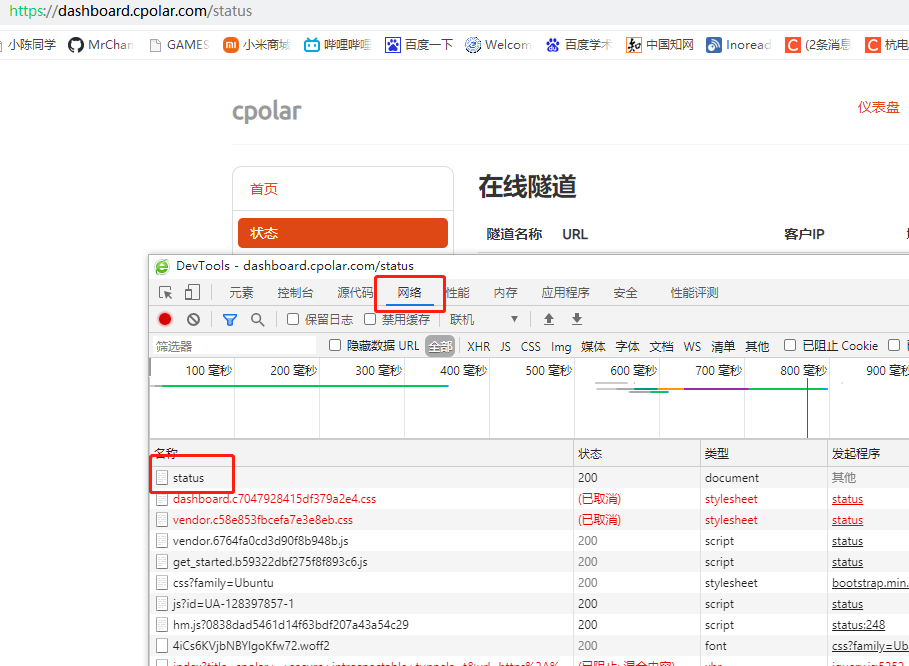 https://dashboard.cpolar.com/status
小陈同学 MrChan GAMES 小米商城 哔哩哔哩 百度一下 Welcom 百度学术 中国知网 Inoread (2条消息 杭电
cpolar 仪表盘
首页
在线隧道
状态
隧道名称 URL 客户IP
DevTools - dashboard.cpolar.com/status
元素 控制台 源代码 网络 性能 内存 应用程序 安全 性能评测
保留日志 禁用缓存 联机
筛选器 隐藏数据 URL 全部 XHR JS CSS Img 媒体 字体 文档 WS 清单 其他 已阻止 Cookie
100 毫秒 200 毫秒 300 毫秒 400 毫秒 500 毫秒 600 毫秒 700 毫秒 800 毫秒 900 毫秒
名称 状态 类型 发起程序
status 200 document 其他
dashboard.c7047928415df379a2e4.css (已取消) stylesheet status
vendor.c58e853fbcefa7e3e8eb.css (已取消) stylesheet status
vendor.6764fa0cd3d90f8b948b.js 200 script status
get_started.b59322dbf275f8f893c6.js 200 script status
css?family=Ubuntu 200 stylesheet bootstrap.min.
js?id=UA-128397857-1 200 script status
hm.js?0838dad5461d14f63bdf207a43a54c29 200 script status:248
4iCs6KVjbNBYlgoKfw72.woff2 200 font css?family=Ub